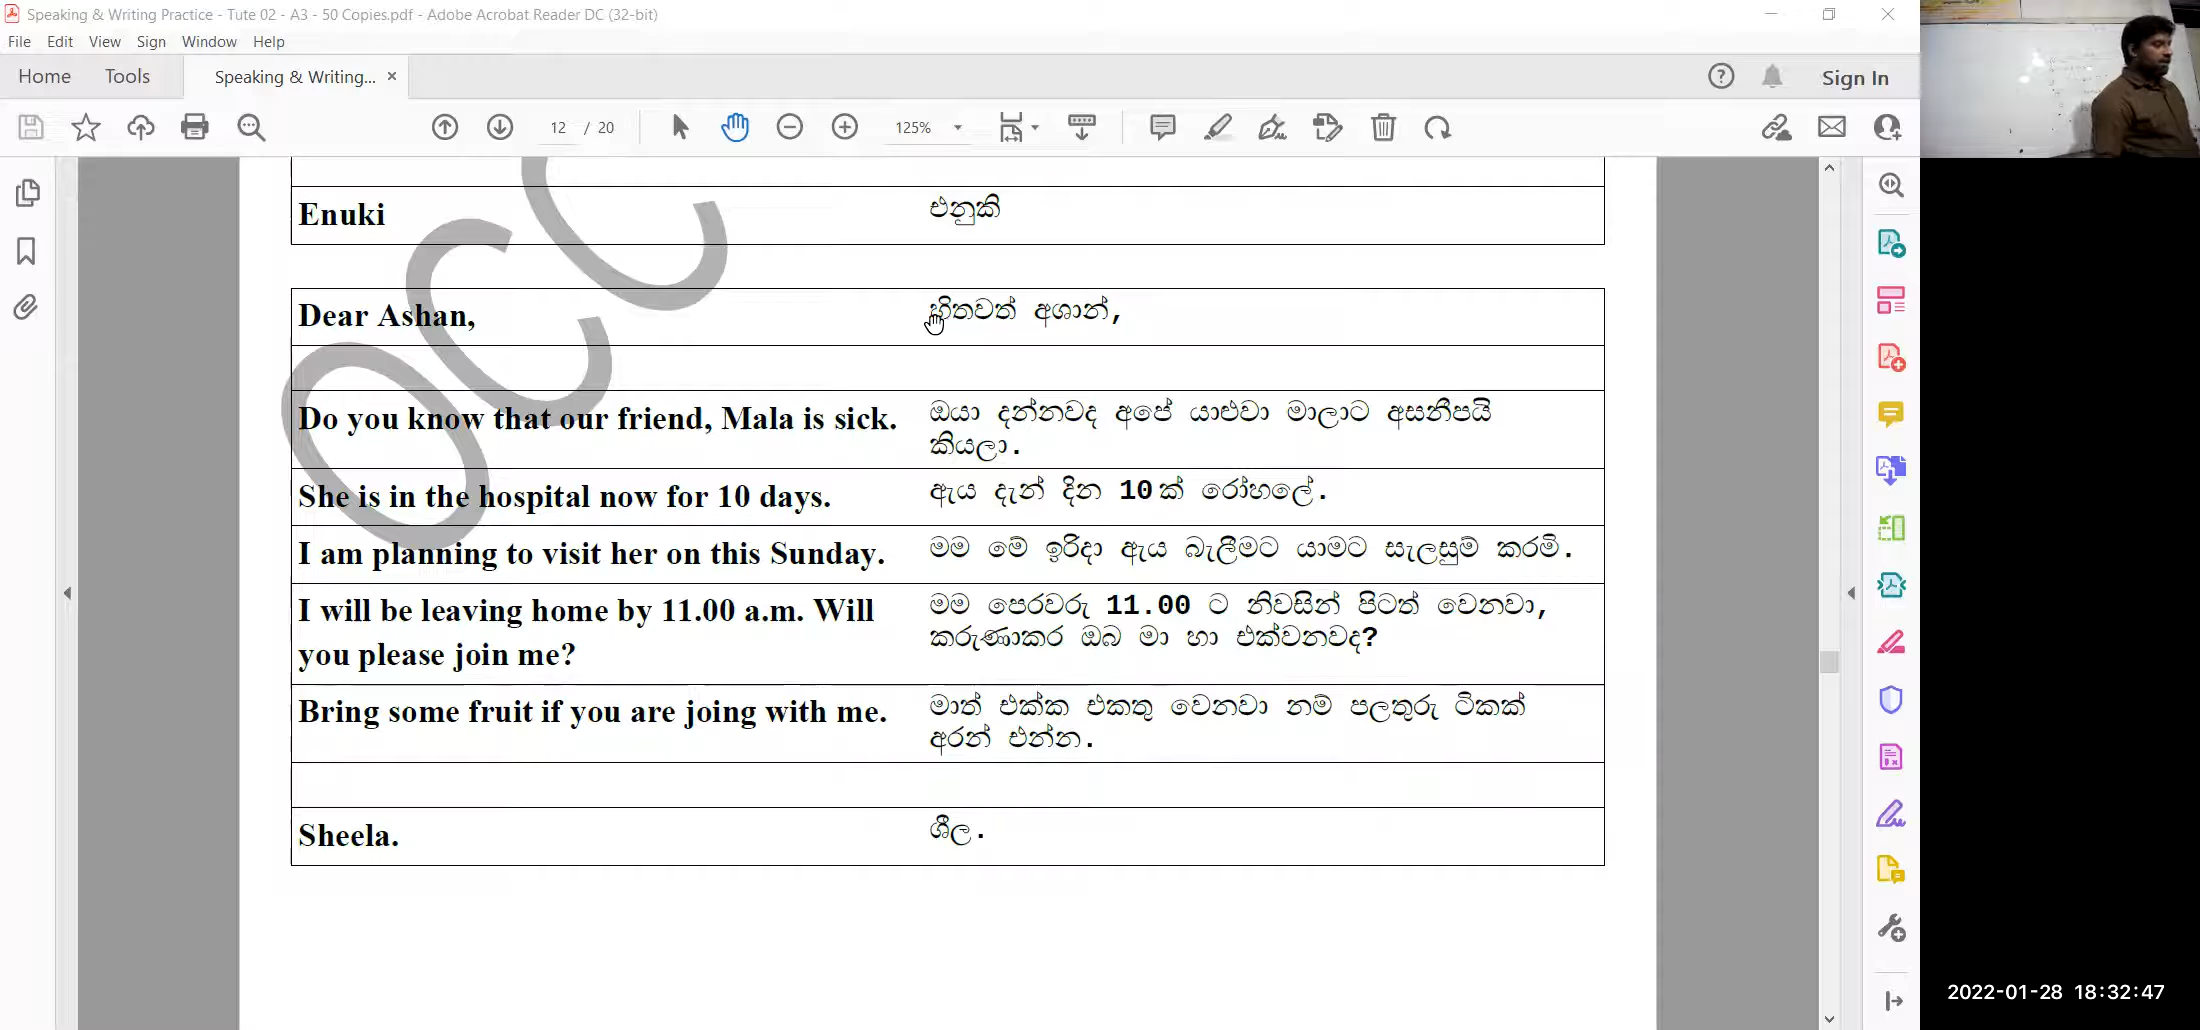 Speaking & Writing Practice - Tute 02 - A3 - 50 Copies.pdf - Adobe Acrobat Reader DC (32-bit)
File Edit View Sign Window Help
Home Tools Speaking & Writing... × Sign In
12 / 20 125%
OCC
Enuki එනුකි
Dear Ashan, හිතවත් අශාන්,
Do you know that our friend, Mala is sick. ඔයා දන්නවද අපේ යාළුවා මාලාට අසනීපයි
කියලා.
She is in the hospital now for 10 days. ඇය දැන් දින 10ක් රෝහලේ.
I am planning to visit her on this Sunday. මම මේ ඉරිදා ඇය බැලීමට යාමට සැලසුම් කරමි.
I will be leaving home by 11.00 a.m. Will මම පෙරවරු 11.00 ට නිවසින් පිටත් වෙනවා,
you please join me? කරුණාකර ඔබ මා හා එක්වනවද?
Bring some fruit if you are joing with me. මාත් එක්ක එකතු වෙනවා නම් පලතුරු ටිකක්
අරන් එන්න.
Sheela. ශීල.
2022-01-28 18:32:47